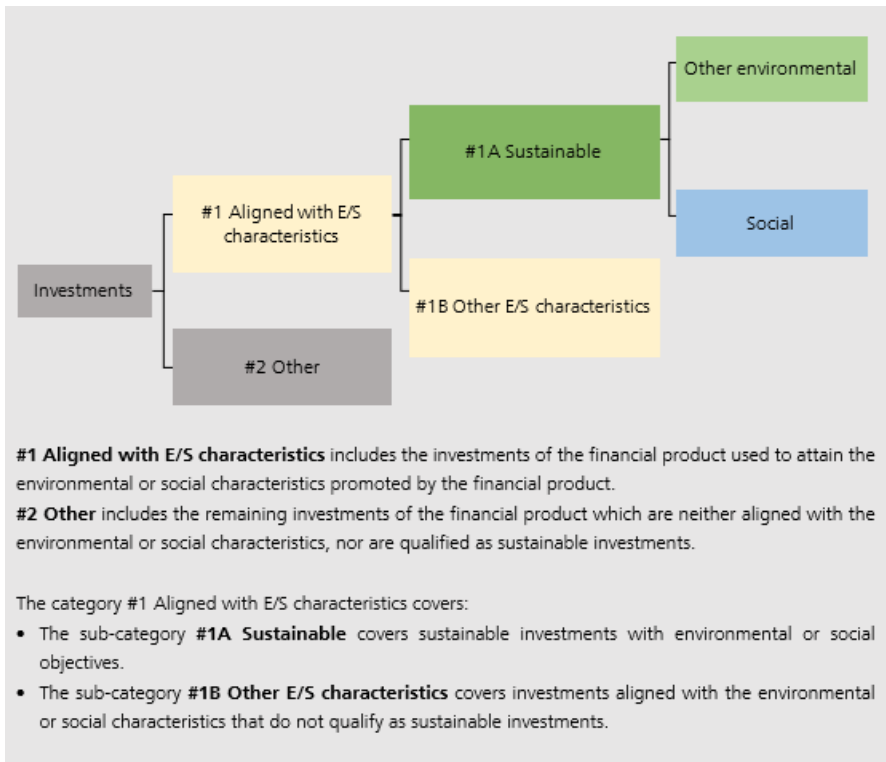 Other environmental
#1A Sustainable
#1 Aligned with E/S
characteristics
Social
Investments
#1B Other E/S characteristics
#2 Other
#1 Aligned with E/S characteristics includes the investments of the financial product used to attain the
environmental or social characteristics promoted by the financial product.
#2 Other includes the remaining investments of the financial product which are neither aligned with the
environmental or social characteristics, nor are qualified as sustainable investments.
The category #1 Aligned with E/S characteristics covers:
• The sub-category #1A Sustainable covers sustainable investments with environmental or social
objectives.
• The sub-category #1B Other E/S characteristics covers investments aligned with the environmental
or social characteristics that do not qualify as sustainable investments.